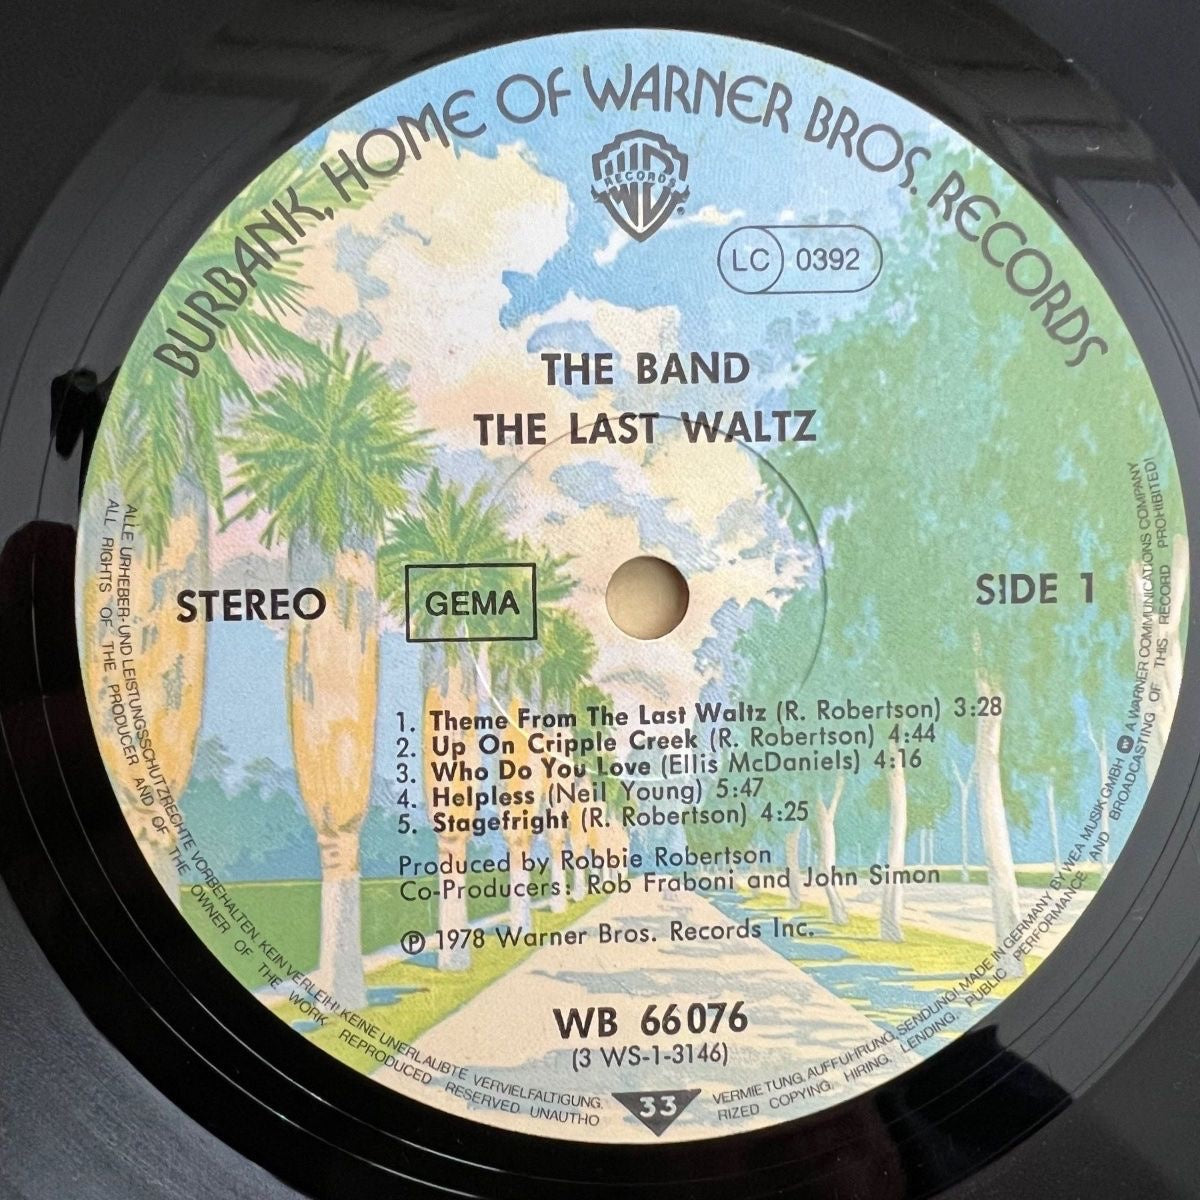 BURBANK, HOME OF WARNER BROS. RECORDS
WB
RECORDS
®
LC 0392
THE BAND
THE LAST WALTZ
STEREO
GEMA
SIDE 1
1. Theme From The Last Waltz (R. Robertson) 3:28
2. Up On Cripple Creek (R. Robertson) 4:44
3. Who Do You Love (Ellis McDaniels) 4:16
4. Helpless (Neil Young) 5:47
5. Stagefright (R. Robertson) 4:25
Produced by Robbie Robertson
Co-Producers: Rob Fraboni and John Simon
℗ 1978 Warner Bros. Records Inc.
WB 66076
(3 WS-1-3146)
33
ALLE URHEBER- UND LEISTUNGSSCHUTZRECHTE VORBEHALTEN. KEIN VERLEIH! KEINE UNERLAUBTE VERVIELFALTIGUNG, VERMIETUNG, AUFFUHRUNG, SENDUNG! MADE IN GERMANY BY WEA MUSIK GMBH A WARNER COMMUNICATIONS COMPANY
ALL RIGHTS OF THE PRODUCER AND OF THE OWNER OF THE WORK REPRODUCED RESERVED UNAUTHORIZED COPYING, HIRING, LENDING, PUBLIC PERFORMANCE AND BROADCASTING OF THIS RECORD PROHIBITED!